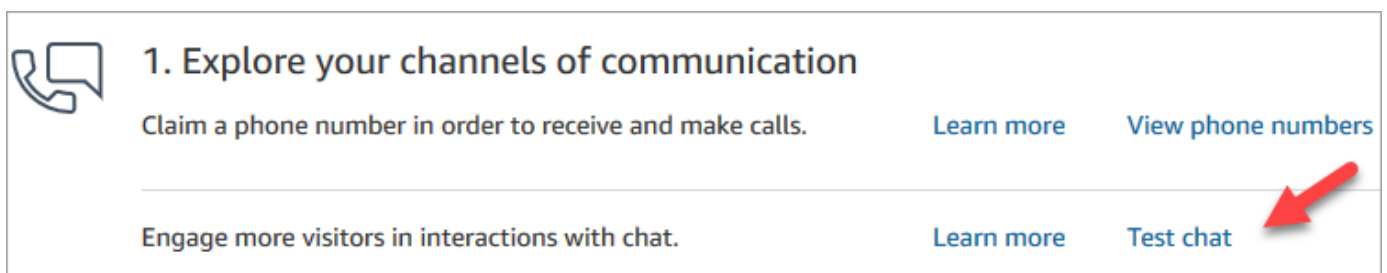 1. Explore your channels of communication
Claim a phone number in order to receive and make calls. Learn more View phone numbers
Engage more visitors in interactions with chat. Learn more Test chat